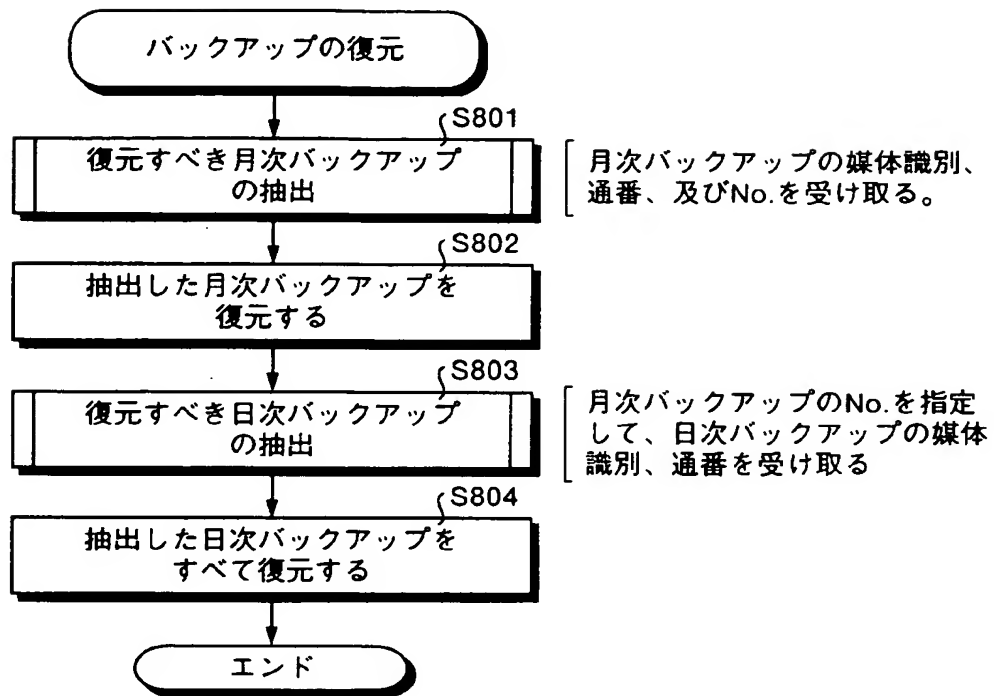 バックアップの復元
S801
復元すべき月次バックアップ
の抽出
月次バックアップの媒体識別、
通番、及びNo.を受け取る。
S802
抽出した月次バックアップを
復元する
S803
復元すべき日次バックアップ
の抽出
月次バックアップのNo.を指定
して、日次バックアップの媒体
識別、通番を受け取る
S804
抽出した日次バックアップを
すべて復元する
エンド